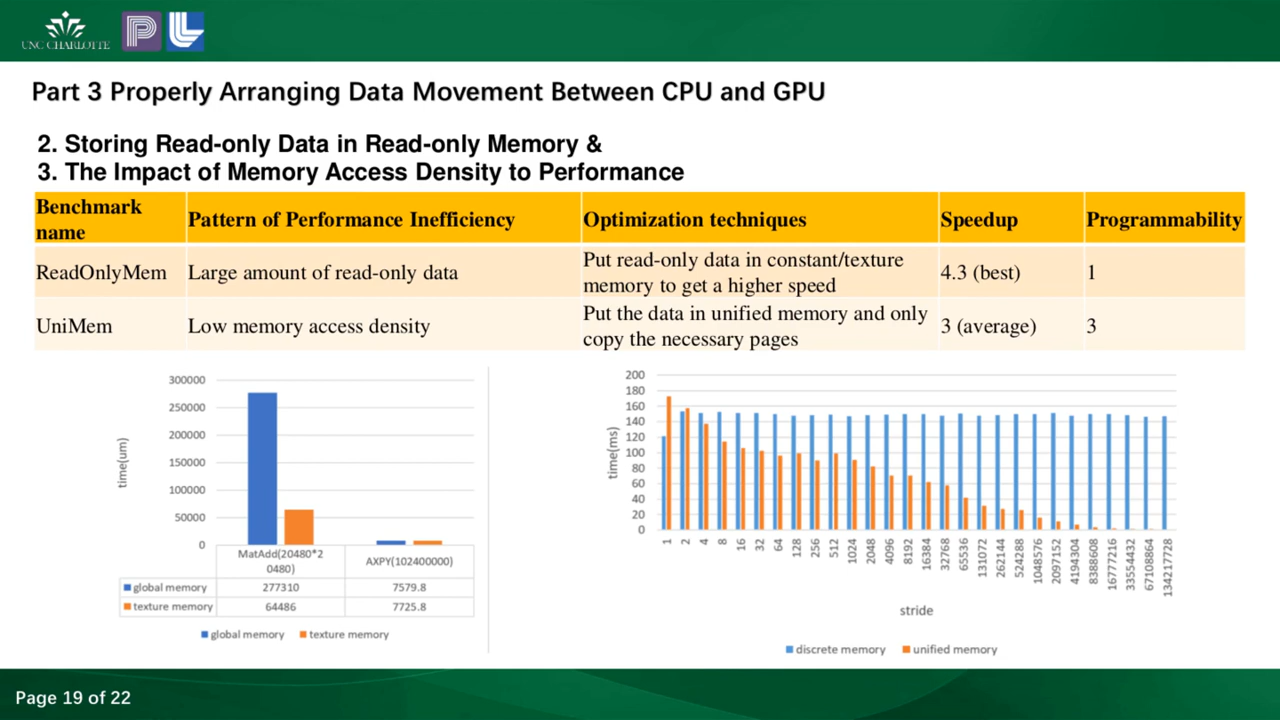 UNC CHARLOTTE
Part 3 Properly Arranging Data Movement Between CPU and GPU
2. Storing Read-only Data in Read-only Memory &
3. The Impact of Memory Access Density to Performance
Benchmark
name
Pattern of Performance Inefficiency
Optimization techniques
Speedup
Programmability
ReadOnlyMem
Large amount of read-only data
Put read-only data in constant/texture
memory to get a higher speed
4.3 (best)
1
UniMem
Low memory access density
Put the data in unified memory and only
copy the necessary pages
3 (average)
3
time(um)
300000
250000
200000
150000
100000
50000
0
MatAdd(20480*2
0480)
AXPY(102400000)
global memory
277310
7579.8
texture memory
64486
7725.8
global memory
texture memory
time(ms)
200
180
160
140
120
100
80
60
40
20
0
1
2
4
8
16
32
64
128
256
512
1024
2048
4096
8192
16384
32768
65536
131072
262144
524288
1048576
2097152
4194304
8388608
16777216
33554432
67108864
134217728
stride
discrete memory
unified memory
Page 19 of 22